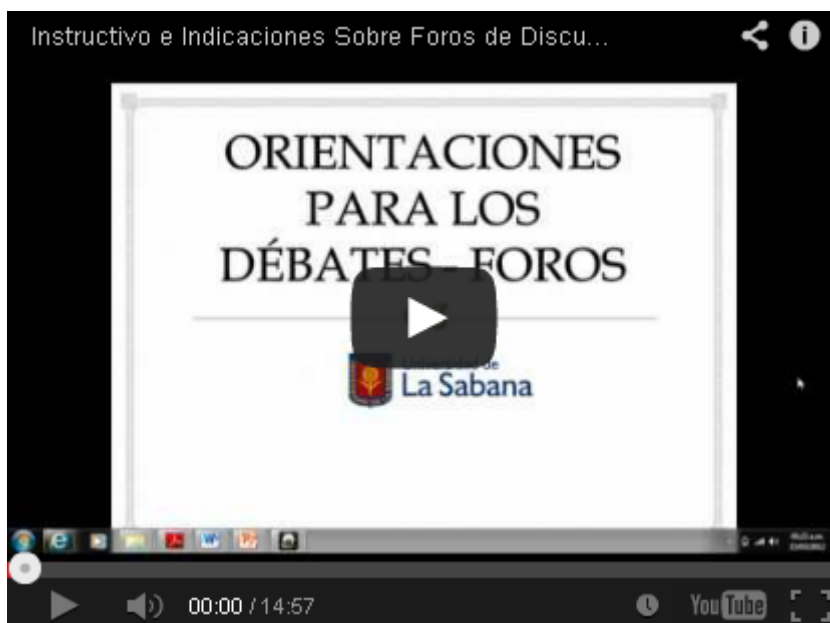 Instructivo e Indicaciones Sobre Foros de Discu...
ORIENTACIONES
PARA LOS
DÉBATES - FOROS
Universidad de
La Sabana
00:00 / 14:57
YouTube